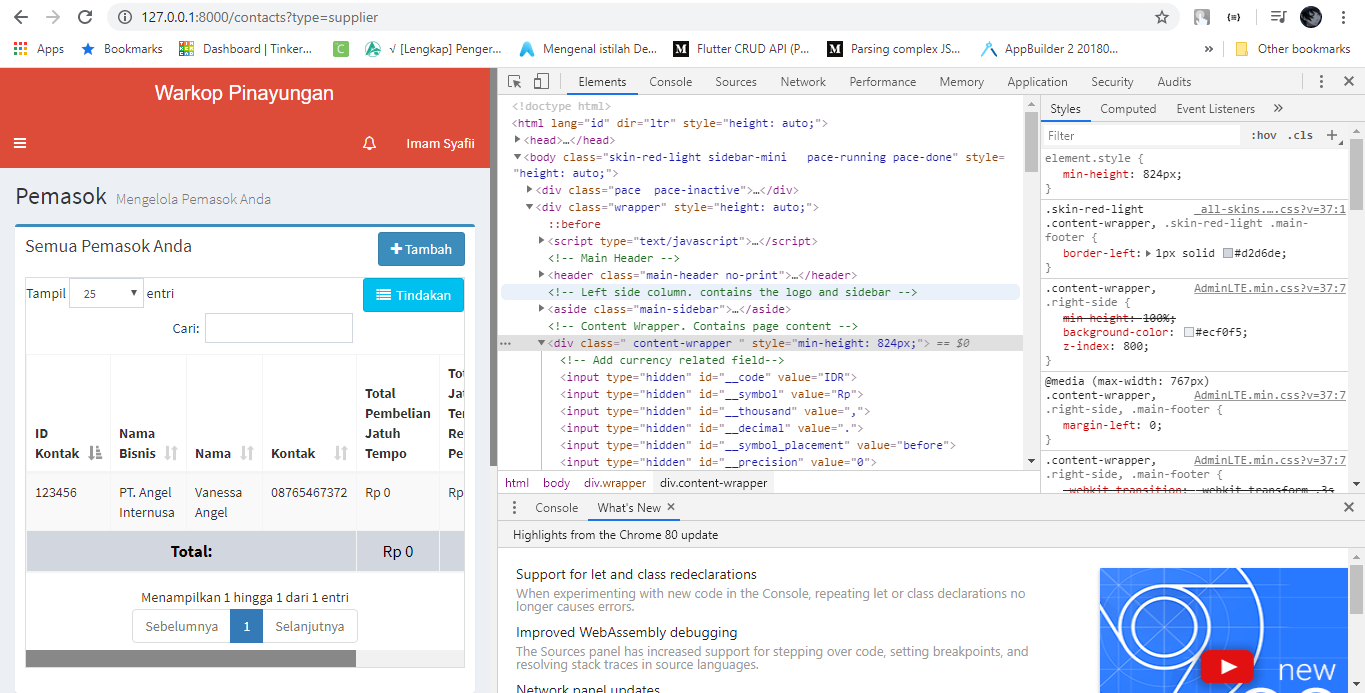 127.0.0.1:8000/contacts?type=supplier
Apps Bookmarks Dashboard | Tinker... C √ [Lengkap] Penger... Mengenal istilah De... Flutter CRUD API (P... Parsing complex JS... AppBuilder 2 20180... » Other bookmarks
Warkop Pinayungan
Imam Syafii
Pemasok Mengelola Pemasok Anda
Semua Pemasok Anda
Tambah
Tampil 25 entri
Tindakan
Cari:
ID Kontak
Nama Bisnis
Nama
Kontak
Total Pembelian Jatuh Tempo
123456
PT. Angel Internusa
Vanessa Angel
08765467372
Rp 0
Rp
Total:
Rp 0
Menampilkan 1 hingga 1 dari 1 entri
Sebelumnya 1 Selanjutnya
Elements Console Sources Network Performance Memory Application Security Audits
<!doctype html>
<html lang="id" dir="ltr" style="height: auto;">
<head>…</head>
<body class="skin-red-light sidebar-mini   pace-running pace-done" style=
"height: auto;">
<div class="pace  pace-inactive">…</div>
<div class="wrapper" style="height: auto;">
::before
<script type="text/javascript">…</script>
<!-- Main Header -->
<header class="main-header no-print">…</header>
<!-- Left side column. contains the logo and sidebar -->
<aside class="main-sidebar">…</aside>
<!-- Content Wrapper. Contains page content -->
<div class=" content-wrapper " style="min-height: 824px;"> == $0
<!-- Add currency related field-->
<input type="hidden" id="__code" value="IDR">
<input type="hidden" id="__symbol" value="Rp">
<input type="hidden" id="__thousand" value=",">
<input type="hidden" id="__decimal" value=".">
<input type="hidden" id="__symbol_placement" value="before">
<input type="hidden" id="__precision" value="0">
html body div.wrapper div.content-wrapper
Styles Computed Event Listeners »
Filter :hov .cls +
element.style {
min-height: 824px;
}
.skin-red-light _all-skins.….css?v=37:1
.content-wrapper, .skin-red-light .main-
footer {
border-left: 1px solid #d2d6de;
}
.content-wrapper, AdminLTE.min.css?v=37:7
.right-side {
min-height: 100%;
background-color: #ecf0f5;
z-index: 800;
}
@media (max-width: 767px)
.content-wrapper, AdminLTE.min.css?v=37:7
.right-side, .main-footer {
margin-left: 0;
}
.content-wrapper, AdminLTE.min.css?v=37:7
.right-side, .main-footer {
-webkit-transition: -webkit-transform .3s
Console What's New
Highlights from the Chrome 80 update
Support for let and class redeclarations
When experimenting with new code in the Console, repeating let or class declarations no
longer causes errors.
Improved WebAssembly debugging
The Sources panel has increased support for stepping over code, setting breakpoints, and
resolving stack traces in source languages.
Network panel updates
new